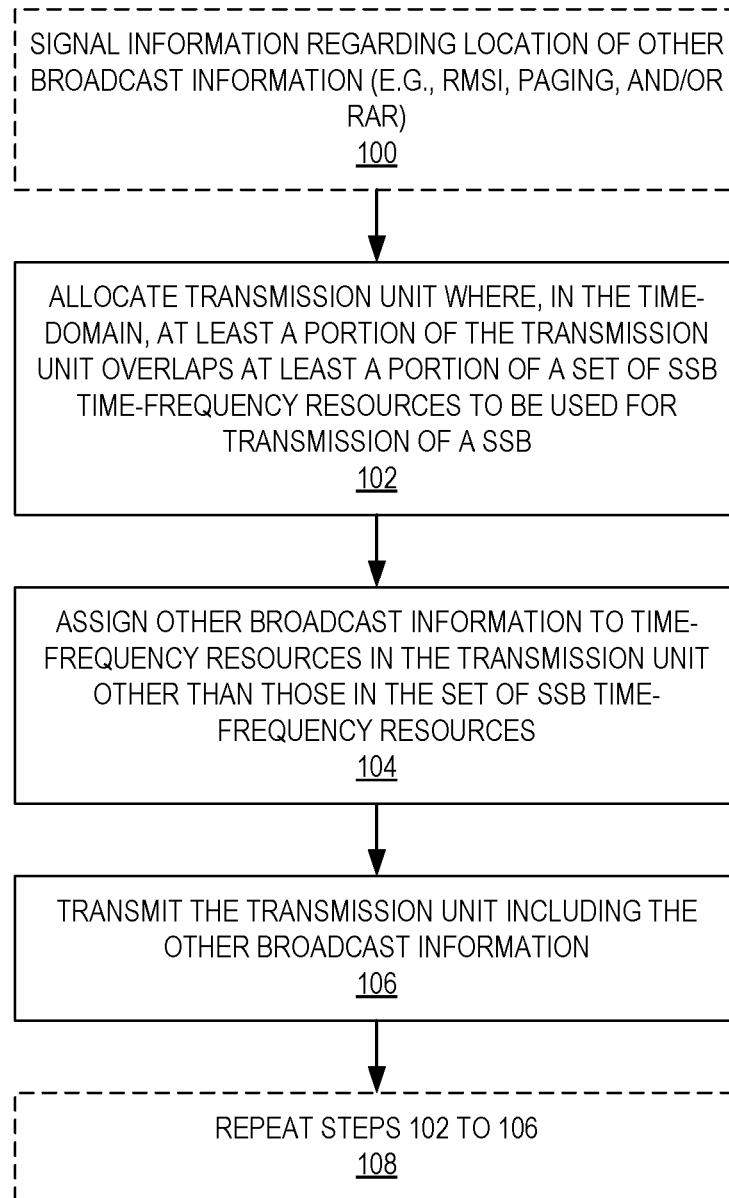 SIGNAL INFORMATION REGARDING LOCATION OF OTHER
BROADCAST INFORMATION (E.G., RMSI, PAGING, AND/OR
RAR)
100
ALLOCATE TRANSMISSION UNIT WHERE, IN THE TIME-
DOMAIN, AT LEAST A PORTION OF THE TRANSMISSION
UNIT OVERLAPS AT LEAST A PORTION OF A SET OF SSB
TIME-FREQUENCY RESOURCES TO BE USED FOR
TRANSMISSION OF A SSB
102
ASSIGN OTHER BROADCAST INFORMATION TO TIME-
FREQUENCY RESOURCES IN THE TRANSMISSION UNIT
OTHER THAN THOSE IN THE SET OF SSB TIME-
FREQUENCY RESOURCES
104
TRANSMIT THE TRANSMISSION UNIT INCLUDING THE
OTHER BROADCAST INFORMATION
106
REPEAT STEPS 102 TO 106
108